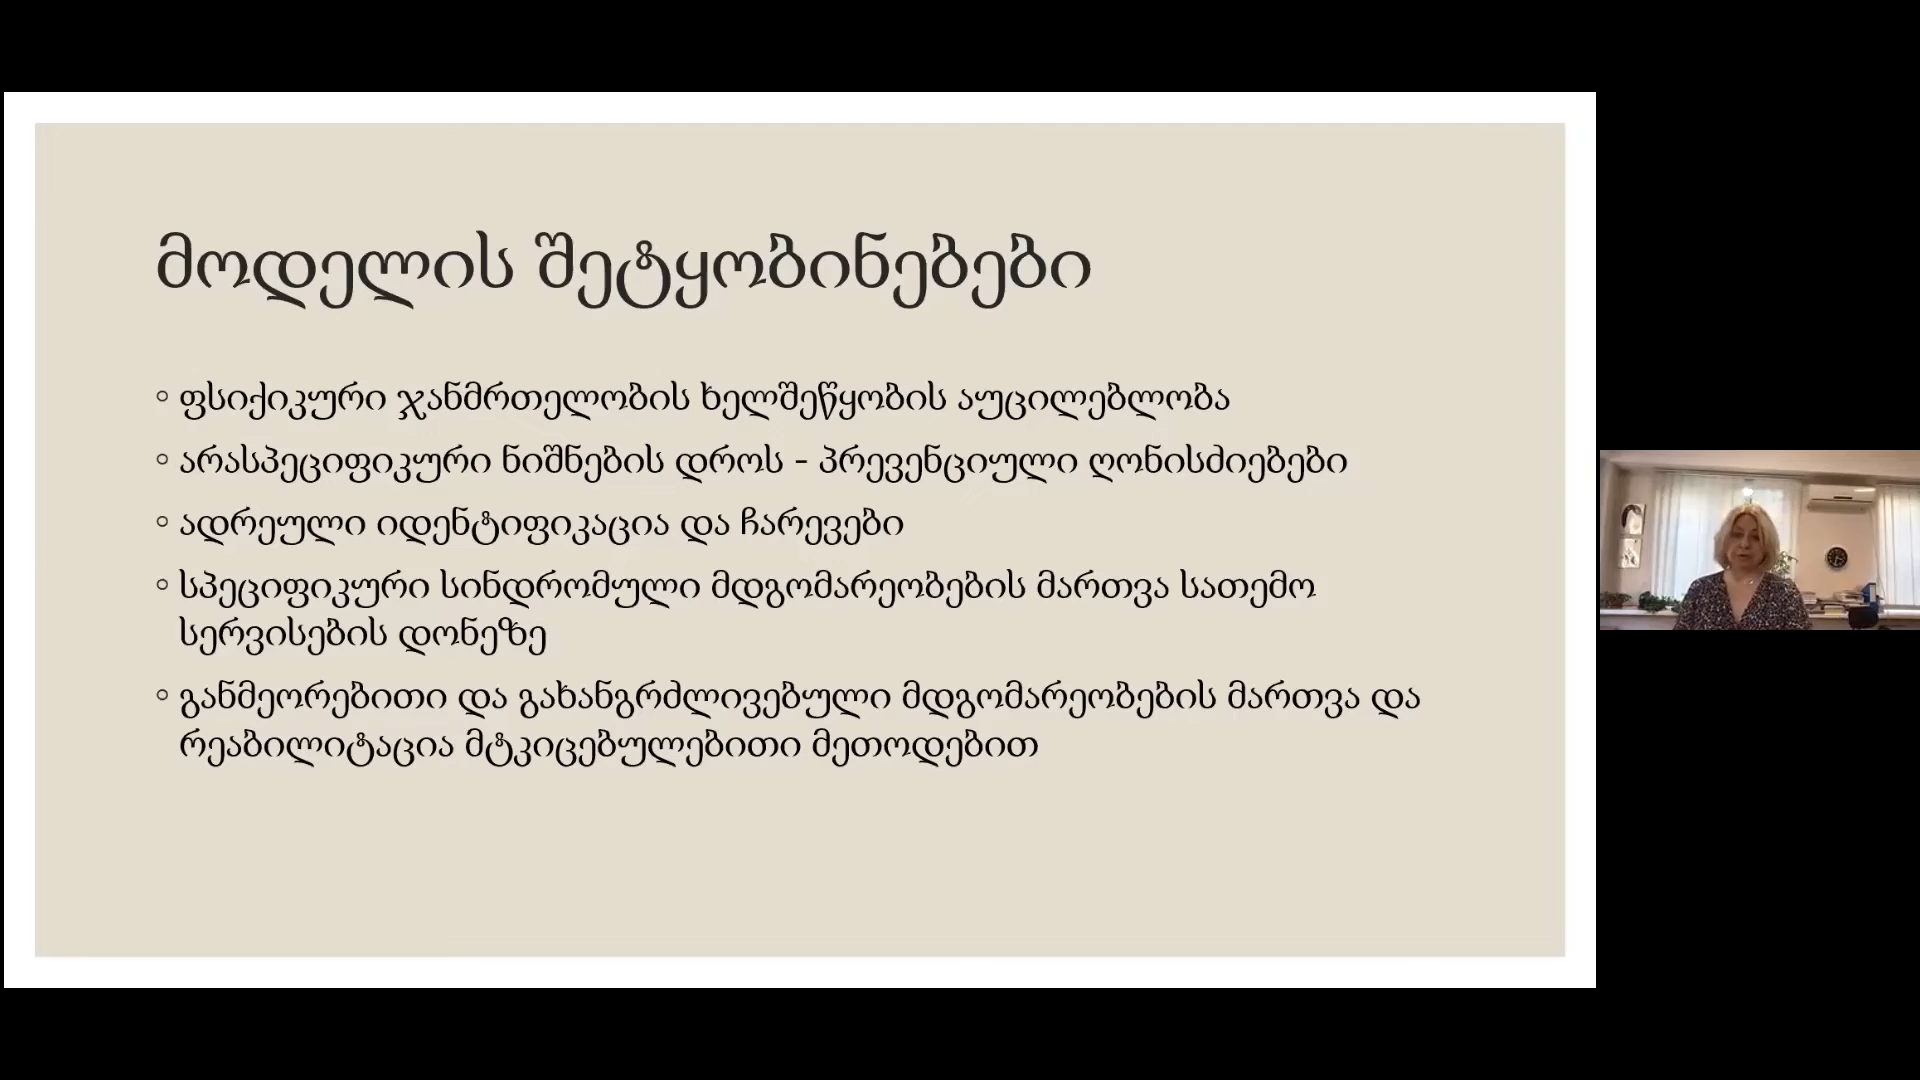 მოდელის შეტყობინებები
◦ ფსიქიკური ჯანმრთელობის ხელშეწყობის აუცილებლობა
◦ არასპეციფიკური ნიშნების დროს - პრევენციული ღონისძიებები
◦ ადრეული იდენტიფიკაცია და ჩარევები
◦ სპეციფიკური სინდრომული მდგომარეობების მართვა სათემო
სერვისების დონეზე
◦ განმეორებითი და გახანგრძლივებული მდგომარეობების მართვა და
რეაბილიტაცია მტკიცებულებითი მეთოდებით